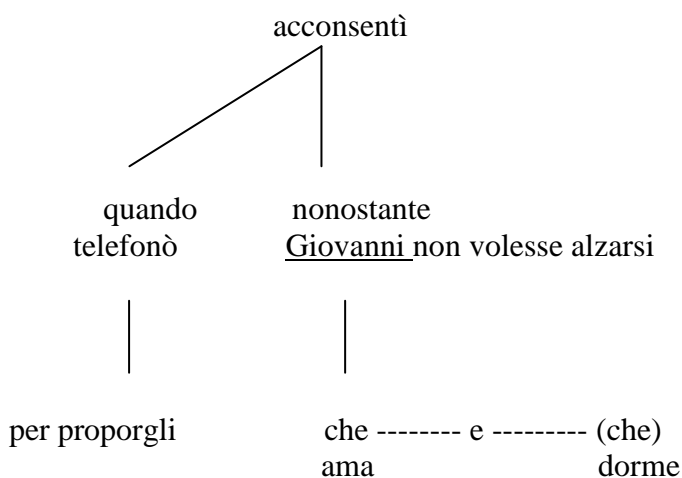 acconsentì
quando nonostante
telefonò Giovanni non volesse alzarsi
per proporgli che -------- e --------- (che)
ama dorme